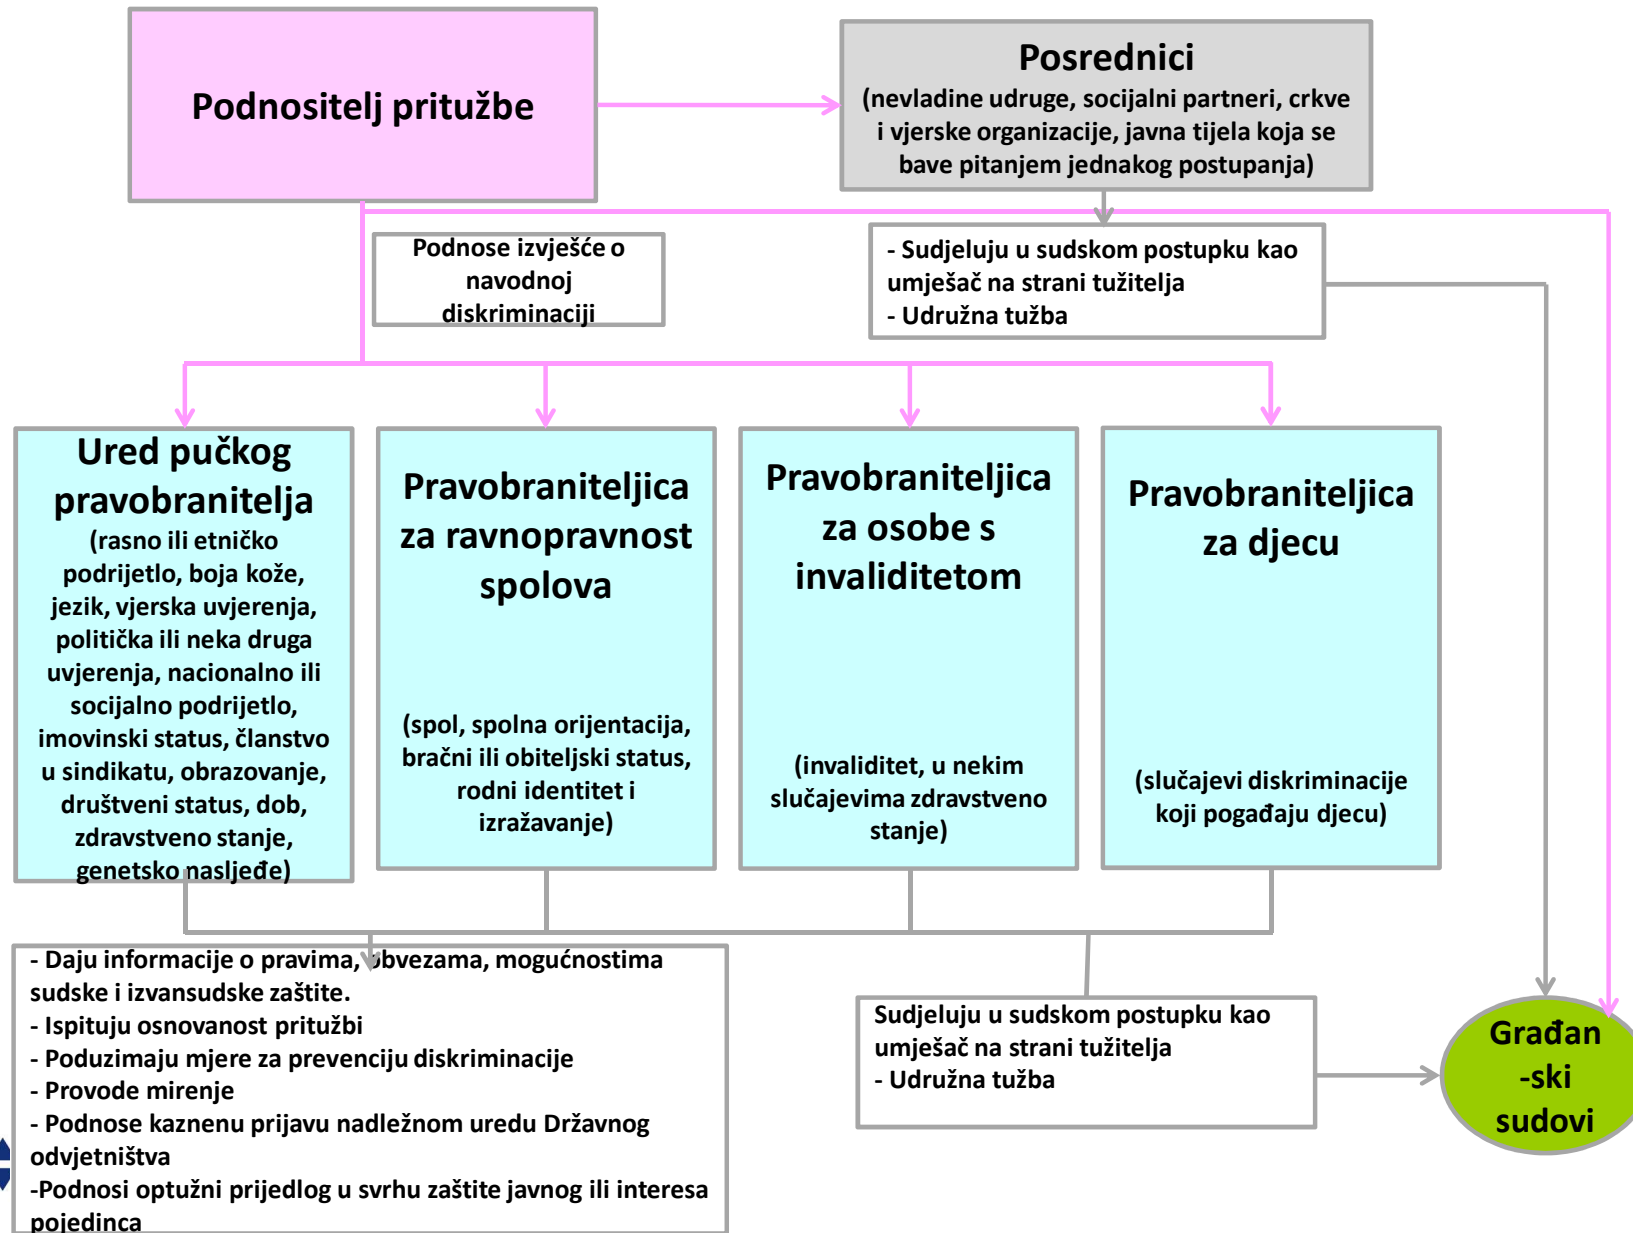 Podnositelj pritužbe
Posrednici
(nevladine udruge, socijalni partneri, crkve
i vjerske organizacije, javna tijela koja se
bave pitanjem jednakog postupanja)
Podnose izvješće o
navodnoj
diskriminaciji
- Sudjeluju u sudskom postupku kao
umješač na strani tužitelja
- Udružna tužba
Ured pučkog
pravobranitelja
(rasno ili etničko
podrijetlo, boja kože,
jezik, vjerska uvjerenja,
politička ili neka druga
uvjerenja, nacionalno ili
socijalno podrijetlo,
imovinski status, članstvo
u sindikatu, obrazovanje,
društveni status, dob,
zdravstveno stanje,
genetsko nasljeđe)
Pravobraniteljica
za ravnopravnost
spolova
(spol, spolna orijentacija,
bračni ili obiteljski status,
rodni identitet i
izražavanje)
Pravobraniteljica
za osobe s
invaliditetom
(invaliditet, u nekim
slučajevima zdravstveno
stanje)
Pravobraniteljica
za djecu
(slučajevi diskriminacije
koji pogađaju djecu)
- Daju informacije o pravima, obvezama, mogućnostima
sudske i izvansudske zaštite.
- Ispituju osnovanost pritužbi
- Poduzimaju mjere za prevenciju diskriminacije
- Provode mirenje
- Podnose kaznenu prijavu nadležnom uredu Državnog
odvjetništva
-Podnosi optužni prijedlog u svrhu zaštite javnog ili interesa
pojedinca
Sudjeluju u sudskom postupku kao
umješač na strani tužitelja
- Udružna tužba
Građan
-ski
sudovi